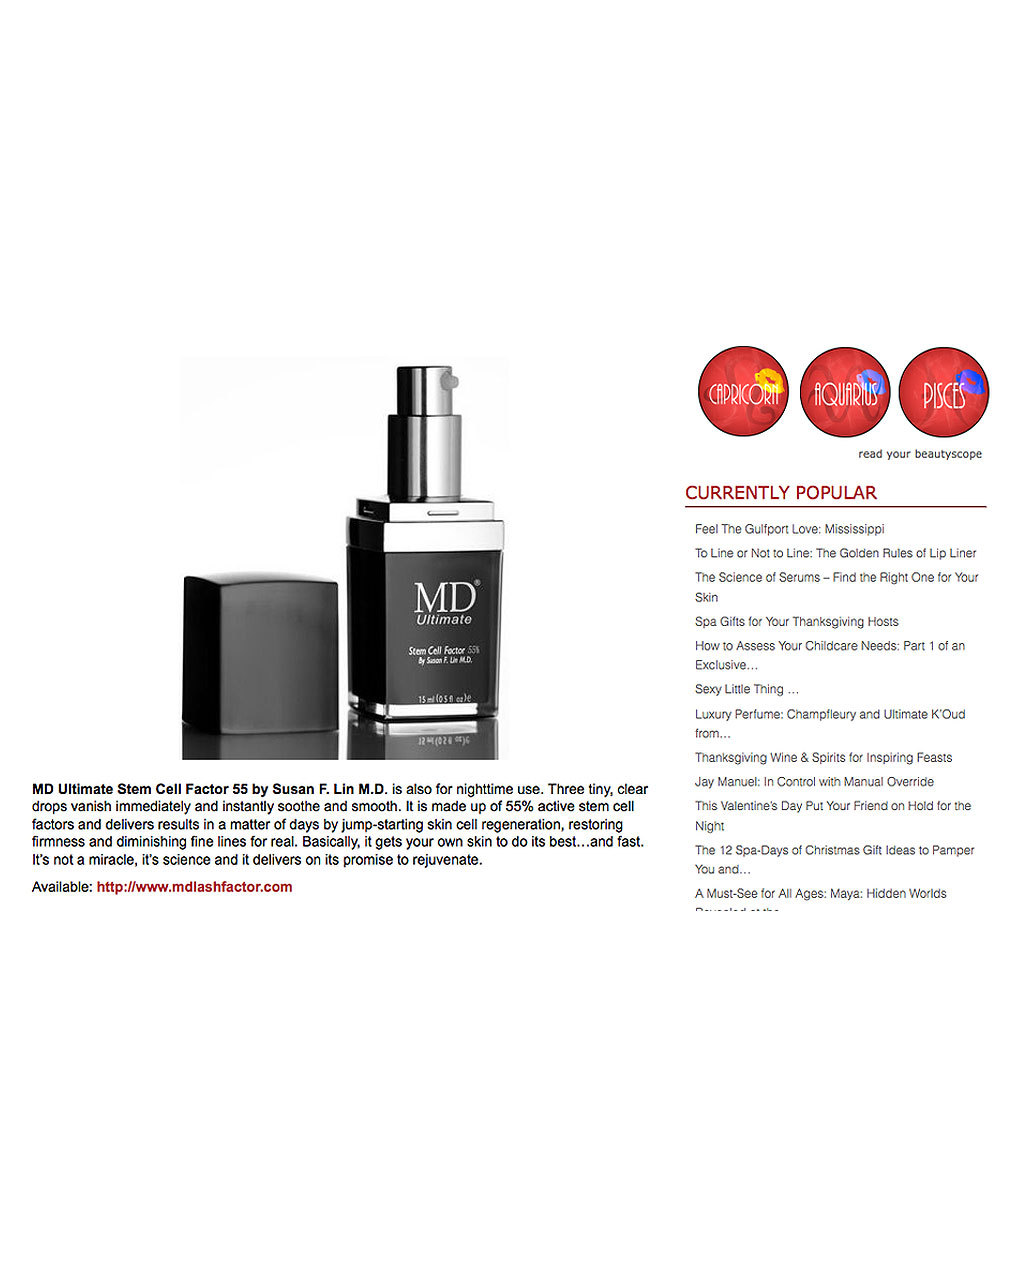 MD®
Ultimate
Stem Cell Factor 55%
By Susan F. Lin M.D.
15 ml (0.5 fl oz) e
MD Ultimate Stem Cell Factor 55 by Susan F. Lin M.D. is also for nighttime use. Three tiny, clear
drops vanish immediately and instantly soothe and smooth. It is made up of 55% active stem cell
factors and delivers results in a matter of days by jump-starting skin cell regeneration, restoring
firmness and diminishing fine lines for real. Basically, it gets your own skin to do its best…and fast.
It’s not a miracle, it’s science and it delivers on its promise to rejuvenate.
Available: http://www.mdlashfactor.com
CAPRICORN
AQUARIUS
PISCES
read your beautyscope
CURRENTLY POPULAR
Feel The Gulfport Love: Mississippi
To Line or Not to Line: The Golden Rules of Lip Liner
The Science of Serums – Find the Right One for Your
Skin
Spa Gifts for Your Thanksgiving Hosts
How to Assess Your Childcare Needs: Part 1 of an
Exclusive…
Sexy Little Thing …
Luxury Perfume: Champfleury and Ultimate K’Oud
from…
Thanksgiving Wine & Spirits for Inspiring Feasts
Jay Manuel: In Control with Manual Override
This Valentine’s Day Put Your Friend on Hold for the
Night
The 12 Spa-Days of Christmas Gift Ideas to Pamper
You and…
A Must-See for All Ages: Maya: Hidden Worlds